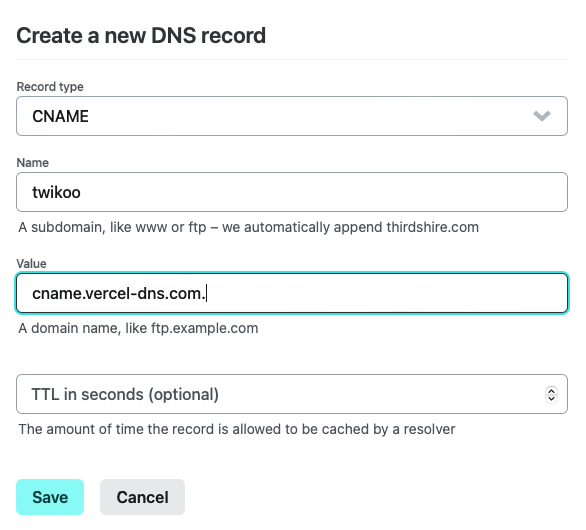 Create a new DNS record
Record type
CNAME
Name
twikoo
A subdomain, like www or ftp – we automatically append thirdshire.com
Value
cname.vercel-dns.com.
A domain name, like ftp.example.com
TTL in seconds (optional)
The amount of time the record is allowed to be cached by a resolver
Save Cancel